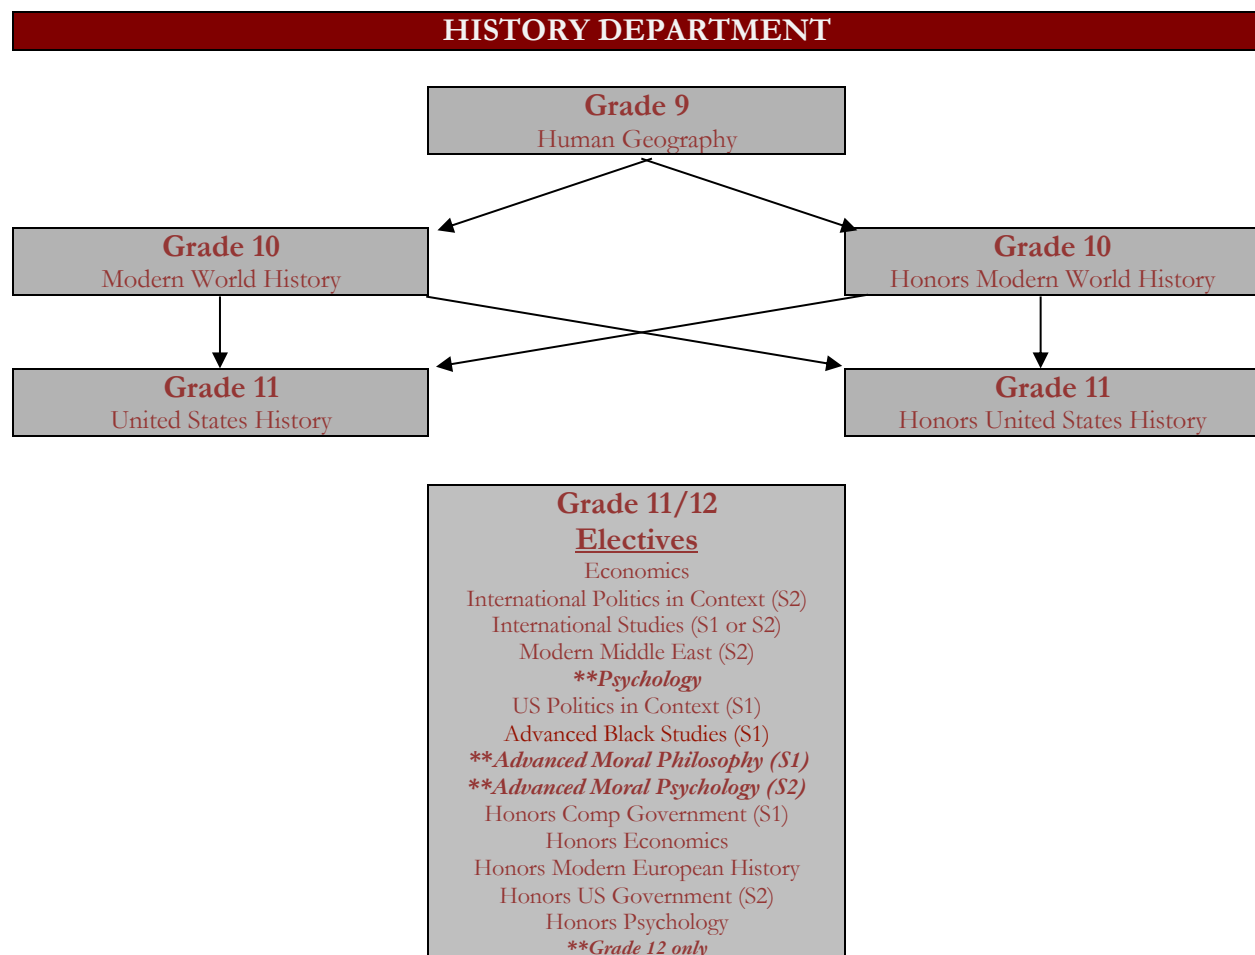 HISTORY DEPARTMENT
Grade 9
Human Geography
Grade 10
Modern World History
Grade 10
Honors Modern World History
Grade 11
United States History
Grade 11
Honors United States History
Grade 11/12
Electives
Economics
International Politics in Context (S2)
International Studies (S1 or S2)
Modern Middle East (S2)
**Psychology
US Politics in Context (S1)
Advanced Black Studies (S1)
**Advanced Moral Philosophy (S1)
**Advanced Moral Psychology (S2)
Honors Comp Government (S1)
Honors Economics
Honors Modern European History
Honors US Government (S2)
Honors Psychology
**Grade 12 only